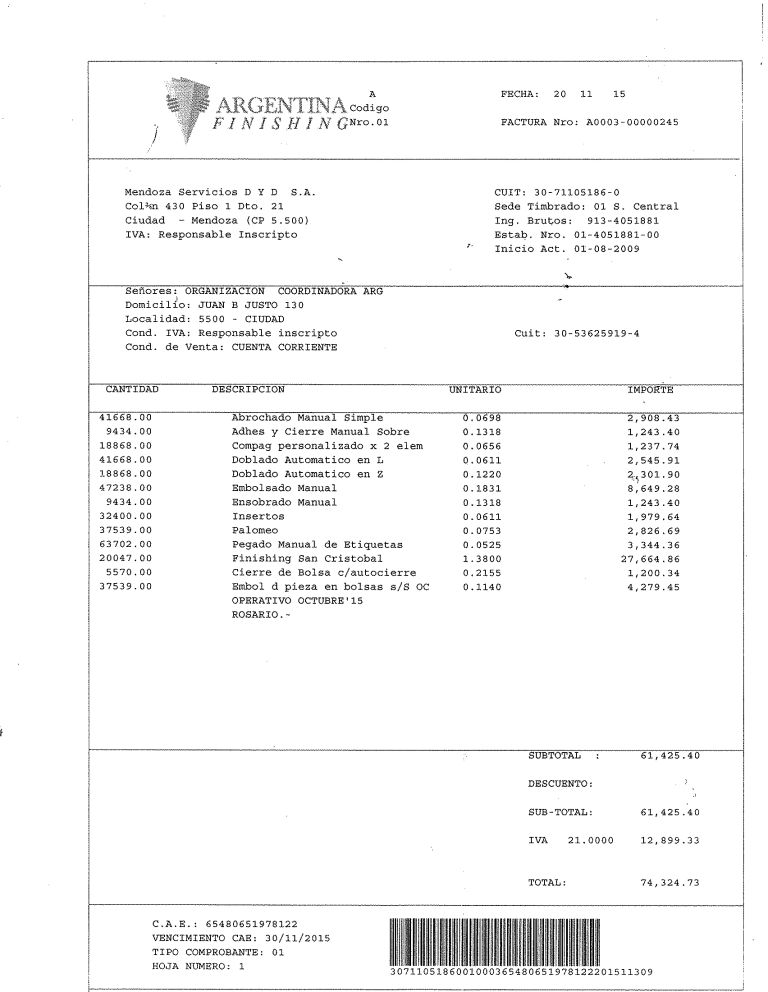 A
ARGENTINA Codigo
FINISHING Nro.01
FECHA: 20 11 15
FACTURA Nro: A0003-00000245
Mendoza Servicios D Y D S.A.
Col¾n 430 Piso 1 Dto. 21
Ciudad - Mendoza (CP 5.500)
IVA: Responsable Inscripto
CUIT: 30-71105186-0
Sede Timbrado: 01 S. Central
Ing. Brutos: 913-4051881
Estab. Nro. 01-4051881-00
Inicio Act. 01-08-2009
Señores: ORGANIZACION COORDINADORA ARG
Domicilio: JUAN B JUSTO 130
Localidad: 5500 - CIUDAD
Cond. IVA: Responsable inscripto Cuit: 30-53625919-4
Cond. de Venta: CUENTA CORRIENTE
CANTIDAD DESCRIPCION UNITARIO IMPORTE
41668.00 Abrochado Manual Simple 0.0698 2,908.43
9434.00 Adhes y Cierre Manual Sobre 0.1318 1,243.40
18868.00 Compag personalizado x 2 elem 0.0656 1,237.74
41668.00 Doblado Automatico en L 0.0611 2,545.91
18868.00 Doblado Automatico en Z 0.1220 2,301.90
47238.00 Embolsado Manual 0.1831 8,649.28
9434.00 Ensobrado Manual 0.1318 1,243.40
32400.00 Insertos 0.0611 1,979.64
37539.00 Palomeo 0.0753 2,826.69
63702.00 Pegado Manual de Etiquetas 0.0525 3,344.36
20047.00 Finishing San Cristobal 1.3800 27,664.86
5570.00 Cierre de Bolsa c/autocierre 0.2155 1,200.34
37539.00 Embol d pieza en bolsas s/S OC 0.1140 4,279.45
OPERATIVO OCTUBRE'15
ROSARIO.~
SUBTOTAL : 61,425.40
DESCUENTO:
SUB-TOTAL: 61,425.40
IVA 21.0000 12,899.33
TOTAL: 74,324.73
C.A.E.: 65480651978122
VENCIMIENTO CAE: 30/11/2015
TIPO COMPROBANTE: 01
HOJA NUMERO: 1
3071105186001000365480651978122201511309